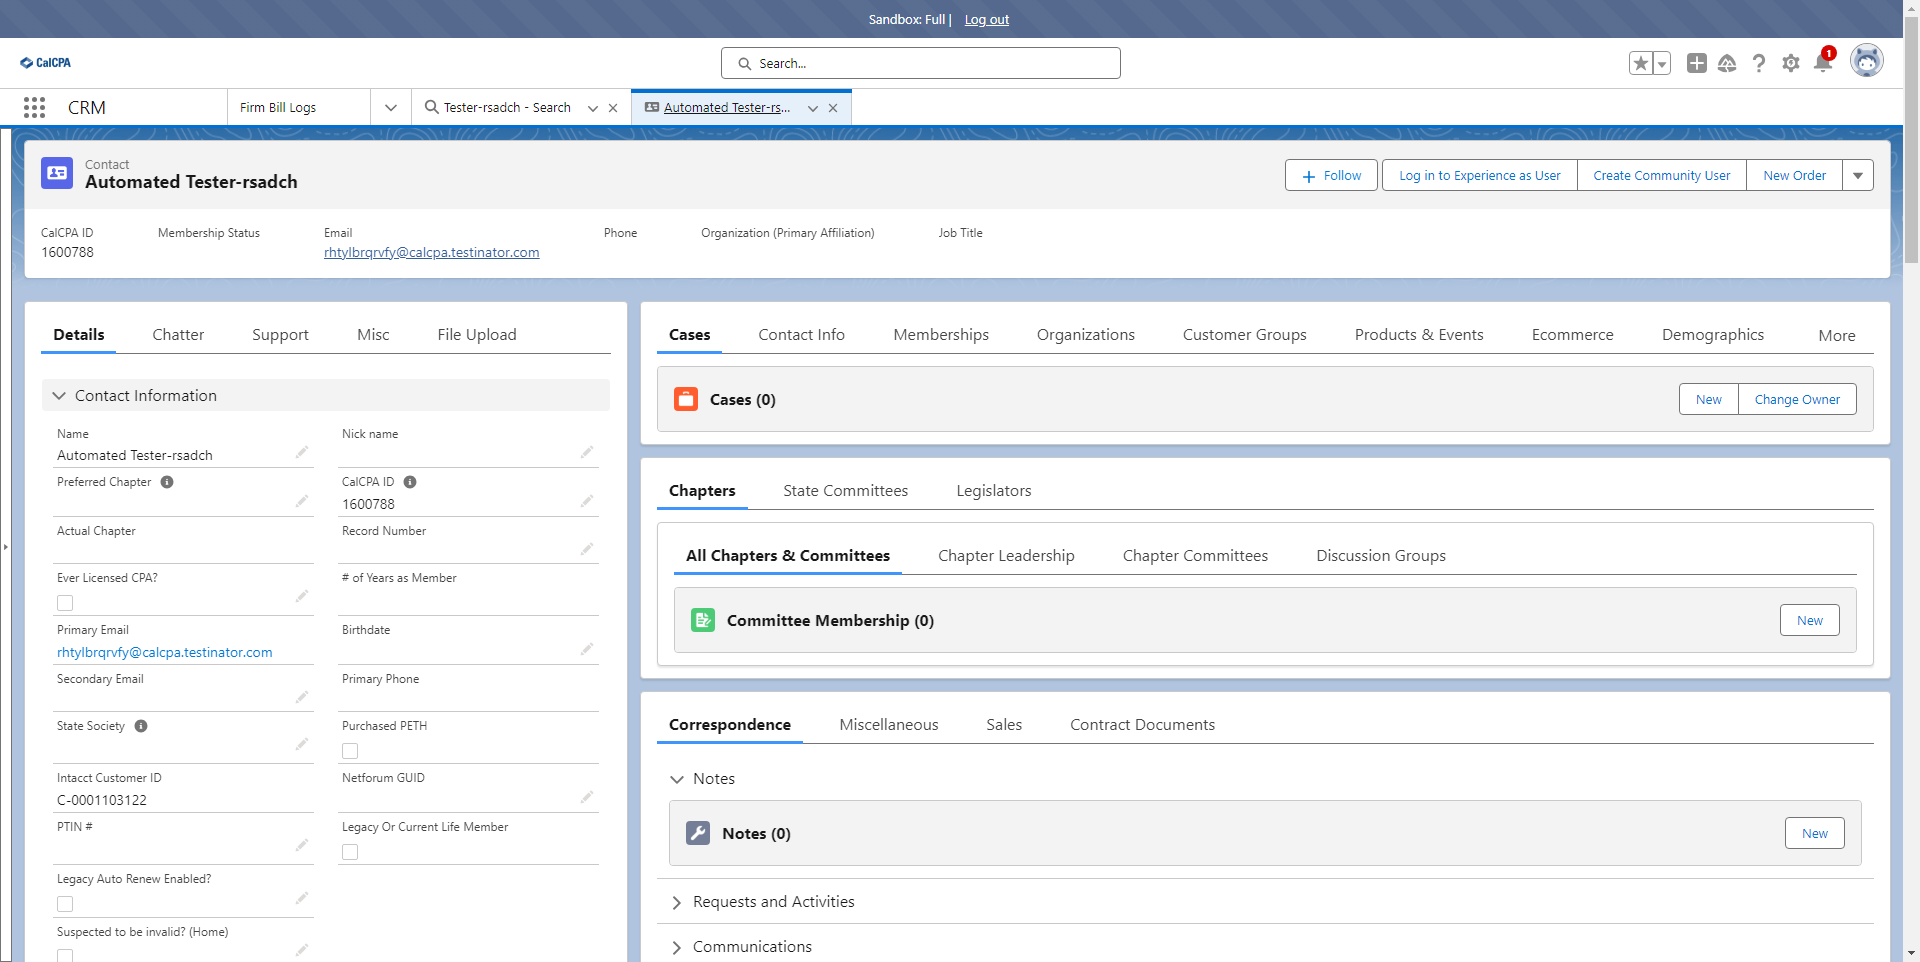 Sandbox: Full | Log out
CalCPA
Search...
1
CRM
Firm Bill Logs
Tester-rsadch - Search
Automated Tester-rs...
Contact
Automated Tester-rsadch
Follow
Log in to Experience as User
Create Community User
New Order
CalCPA ID
1600788
Membership Status
Email
rhtylbrqrvfy@calcpa.testinator.com
Phone
Organization (Primary Affiliation)
Job Title
Details
Chatter
Support
Misc
File Upload
Contact Information
Name
Automated Tester-rsadch
Nick name
Preferred Chapter
CalCPA ID
1600788
Actual Chapter
Record Number
Ever Licensed CPA?
# of Years as Member
Primary Email
rhtylbrqrvfy@calcpa.testinator.com
Birthdate
Secondary Email
Primary Phone
State Society
Purchased PETH
Intacct Customer ID
C-0001103122
Netforum GUID
PTIN #
Legacy Or Current Life Member
Legacy Auto Renew Enabled?
Suspected to be invalid? (Home)
Cases
Contact Info
Memberships
Organizations
Customer Groups
Products & Events
Ecommerce
Demographics
More
Cases (0)
New
Change Owner
Chapters
State Committees
Legislators
All Chapters & Committees
Chapter Leadership
Chapter Committees
Discussion Groups
Committee Membership (0)
New
Correspondence
Miscellaneous
Sales
Contract Documents
Notes
Notes (0)
New
Requests and Activities
Communications